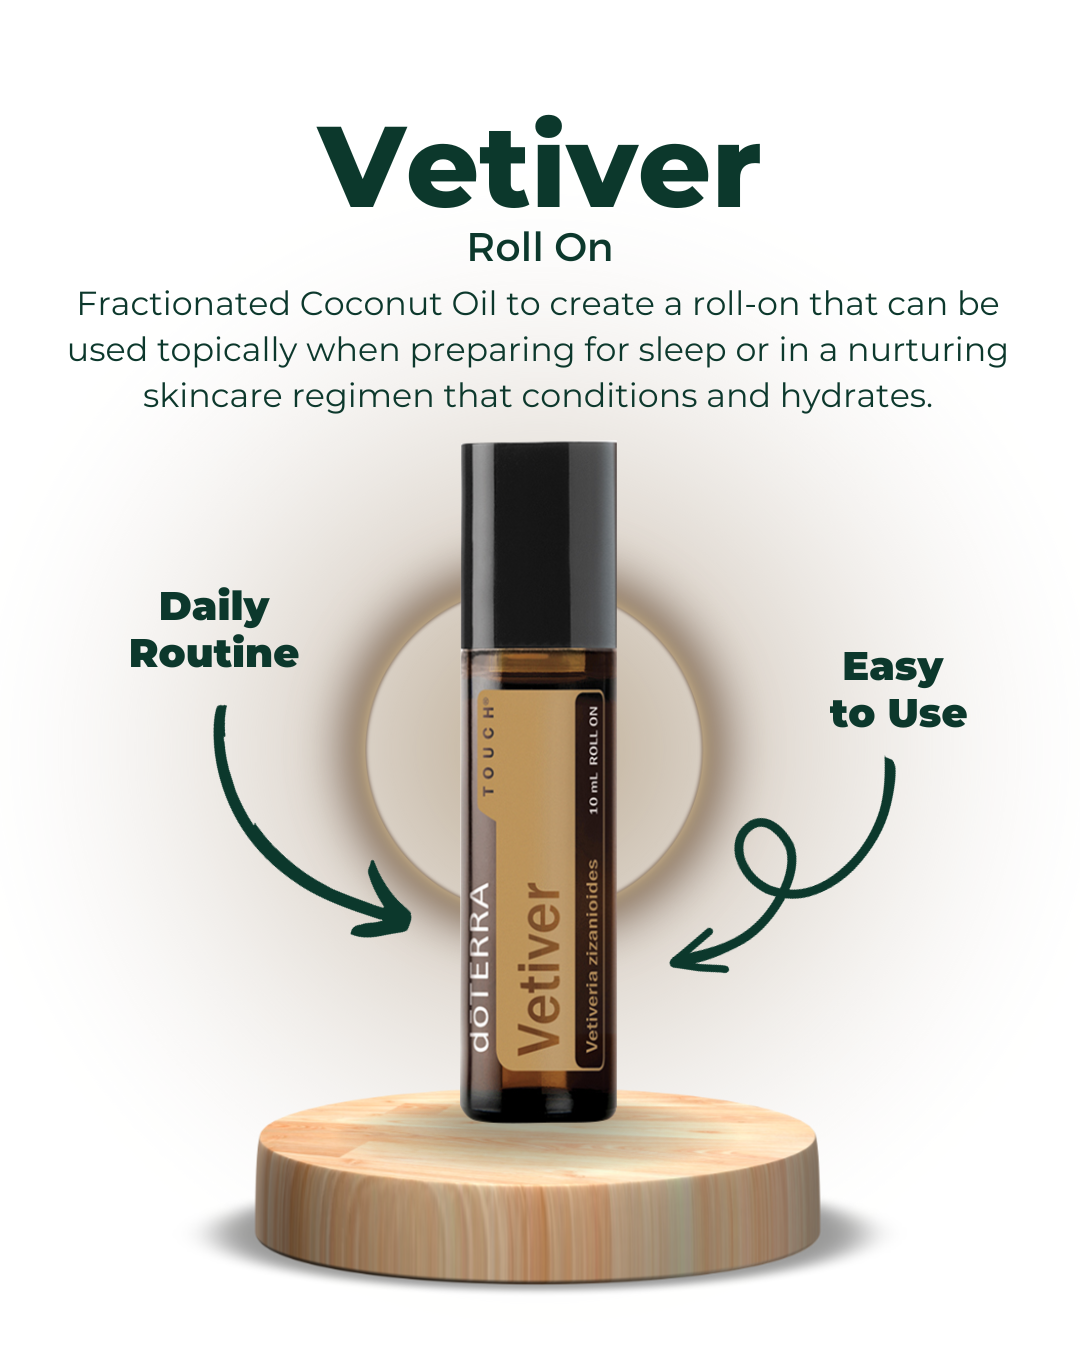 Vetiver
Roll On
Fractionated Coconut Oil to create a roll-on that can be
used topically when preparing for sleep or in a nurturing
skincare regimen that conditions and hydrates.
Daily
Routine
Easy
to Use
dōTERRA
TOUCH®
Vetiver
Vetiveria zizanioides
10 mL ROLL ON